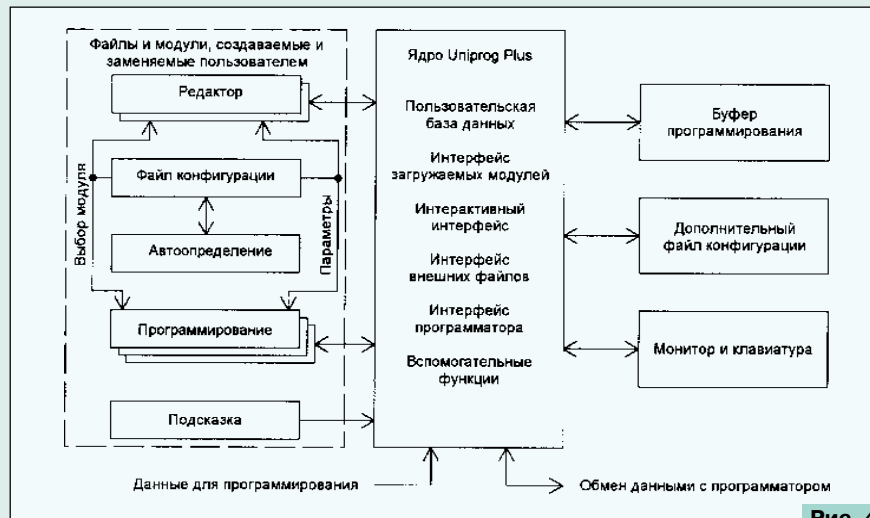 Файлы и модули, создаваемые и
заменяемые пользователем
Редактор
Файл конфигурации
Автоопределение
Программирование
Подсказка
Выбор модуля
Параметры
Ядро Uniprog Plus
Пользовательская
база данных
Интерфейс
загружаемых модулей
Интерактивный
интерфейс
Интерфейс
внешних файлов
Интерфейс
программатора
Вспомогательные
функции
Буфер
программирования
Дополнительный
файл конфигурации
Монитор и клавиатура
Данные для программирования
Обмен данными с программатором
Рис.